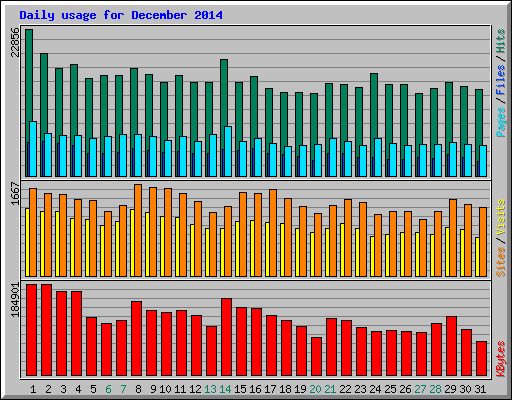 Daily usage for December 2014
22856
Pages / Files / Hits
1667
Sites / Visits
184901
KBytes
1 2 3 4 5 6 7 8 9 10 11 12 13 14 15 16 17 18 19 20 21 22 23 24 25 26 27 28 29 30 31